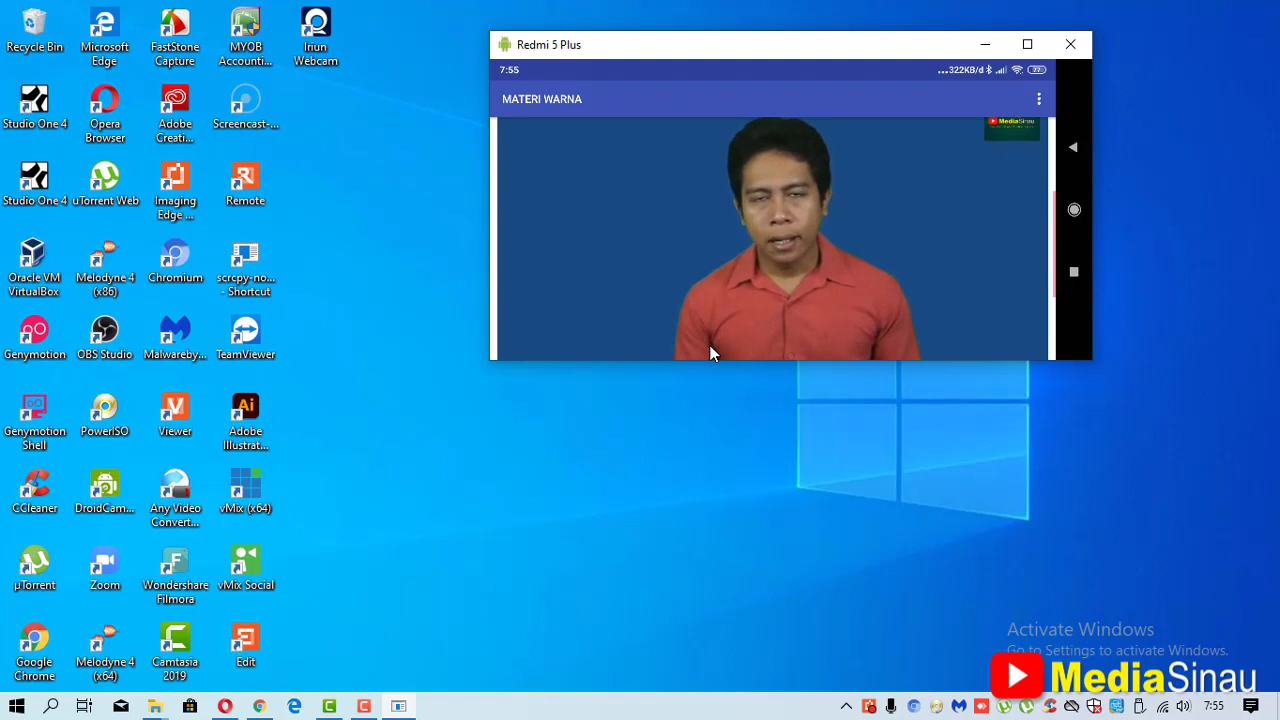 Recycle Bin
Microsoft
Edge
FastStone
Capture
MYOB
Accounti...
Iriun
Webcam
Studio One 4
Opera
Browser
Adobe
Creati...
Screencast-...
Studio One 4
uTorrent Web
Imaging
Edge ...
Remote
Oracle VM
VirtualBox
Melodyne 4
(x86)
Chromium
scrcpy-no...
- Shortcut
Genymotion
OBS Studio
Malwareby...
TeamViewer
Genymotion
Shell
PowerISO
Viewer
Adobe
Illustrat...
CCleaner
DroidCam...
Any Video
Convert...
vMix (x64)
µTorrent
Zoom
Wondershare
Filmora
vMix Social
Google
Chrome
Melodyne 4
(x64)
Camtasia
2019
Edit
Redmi 5 Plus
7:55
...322KB/d
77
MATERI WARNA
MediaSinau
Activate Windows
Go to Settings to activate Windows.
MediaSinau
7:55